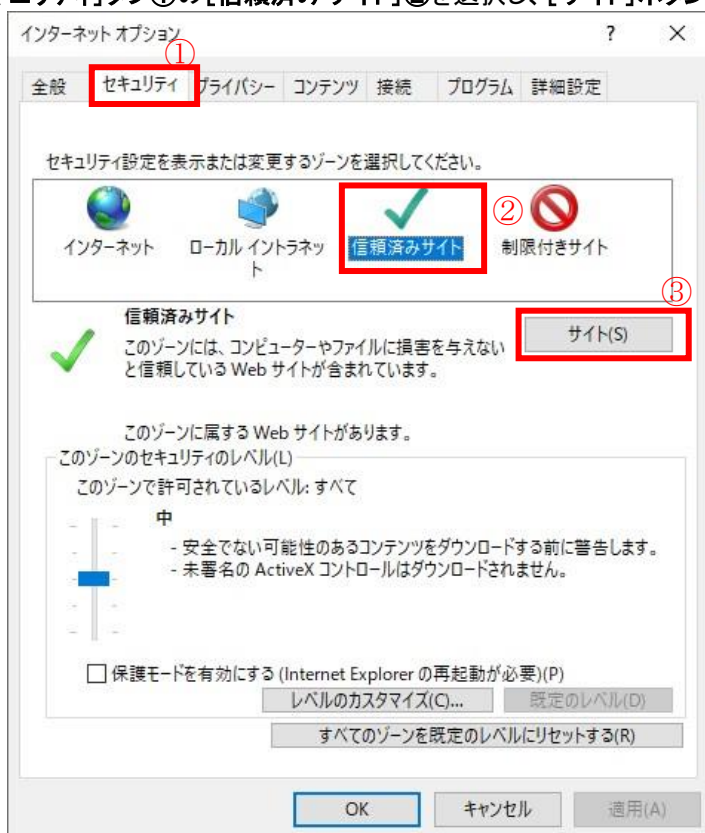 インターネット オプション
? ×
①
全般 セキュリティ プライバシー コンテンツ 接続 プログラム 詳細設定
セキュリティ設定を表示または変更するゾーンを選択してください。
②
インターネット ローカル イントラネット 信頼済みサイト 制限付きサイト
③
信頼済みサイト
サイト(S)
このゾーンには、コンピューターやファイルに損害を与えない
と信頼している Web サイトが含まれています。
このゾーンに属する Web サイトがあります。
このゾーンのセキュリティのレベル(L)
このゾーンで許可されているレベル: すべて
中
- 安全でない可能性のあるコンテンツをダウンロードする前に警告します。
- 未署名の ActiveX コントロールはダウンロードされません。
保護モードを有効にする (Internet Explorer の再起動が必要)(P)
レベルのカスタマイズ(C)... 既定のレベル(D)
すべてのゾーンを既定のレベルにリセットする(R)
OK キャンセル 適用(A)